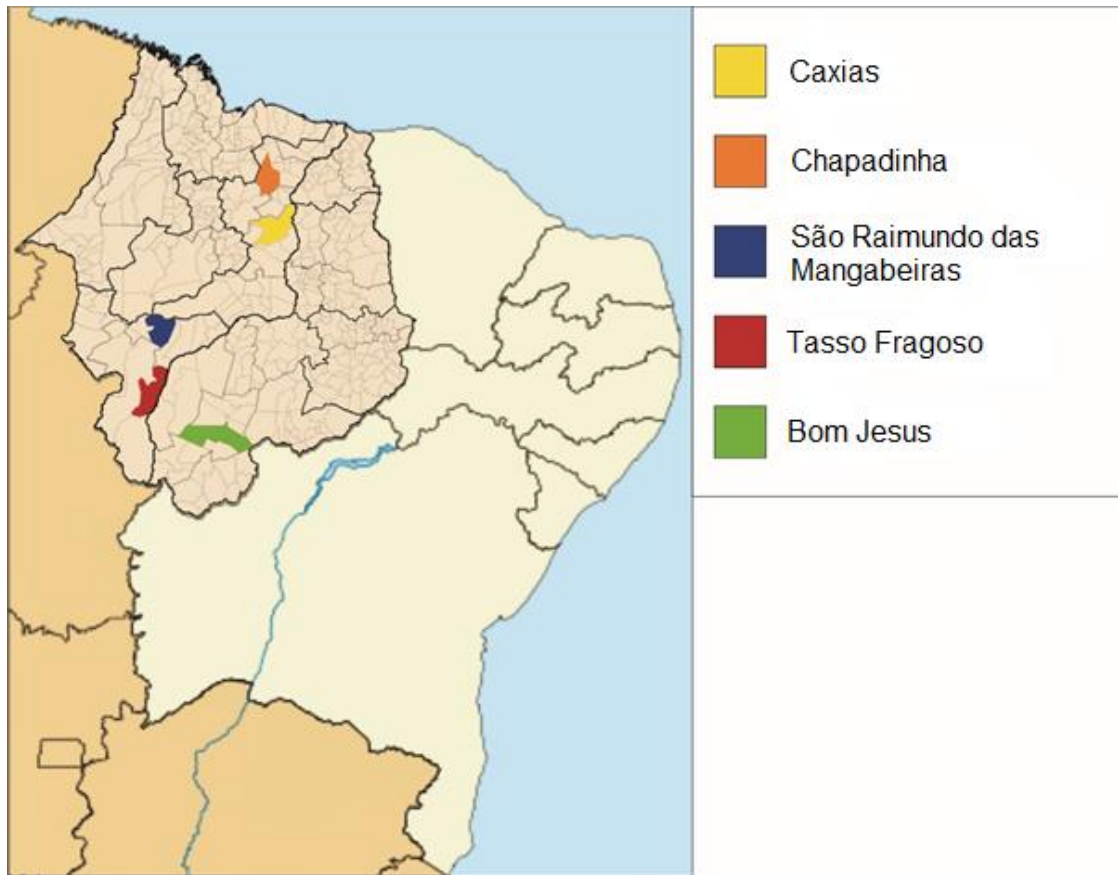 Caxias
Chapadinha
São Raimundo das
Mangabeiras
Tasso Fragoso
Bom Jesus